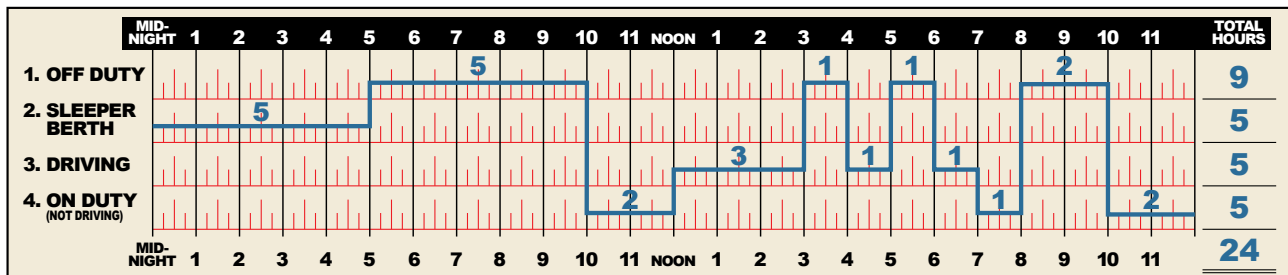 MID-NIGHT 1 2 3 4 5 6 7 8 9 10 11 NOON 1 2 3 4 5 6 7 8 9 10 11 TOTAL HOURS
1. OFF DUTY 5 1 1 2 9
2. SLEEPER BERTH 5 5
3. DRIVING 3 1 1 5
4. ON DUTY 2 1 2 5
(NOT DRIVING)
MID-NIGHT 1 2 3 4 5 6 7 8 9 10 11 NOON 1 2 3 4 5 6 7 8 9 10 11 24